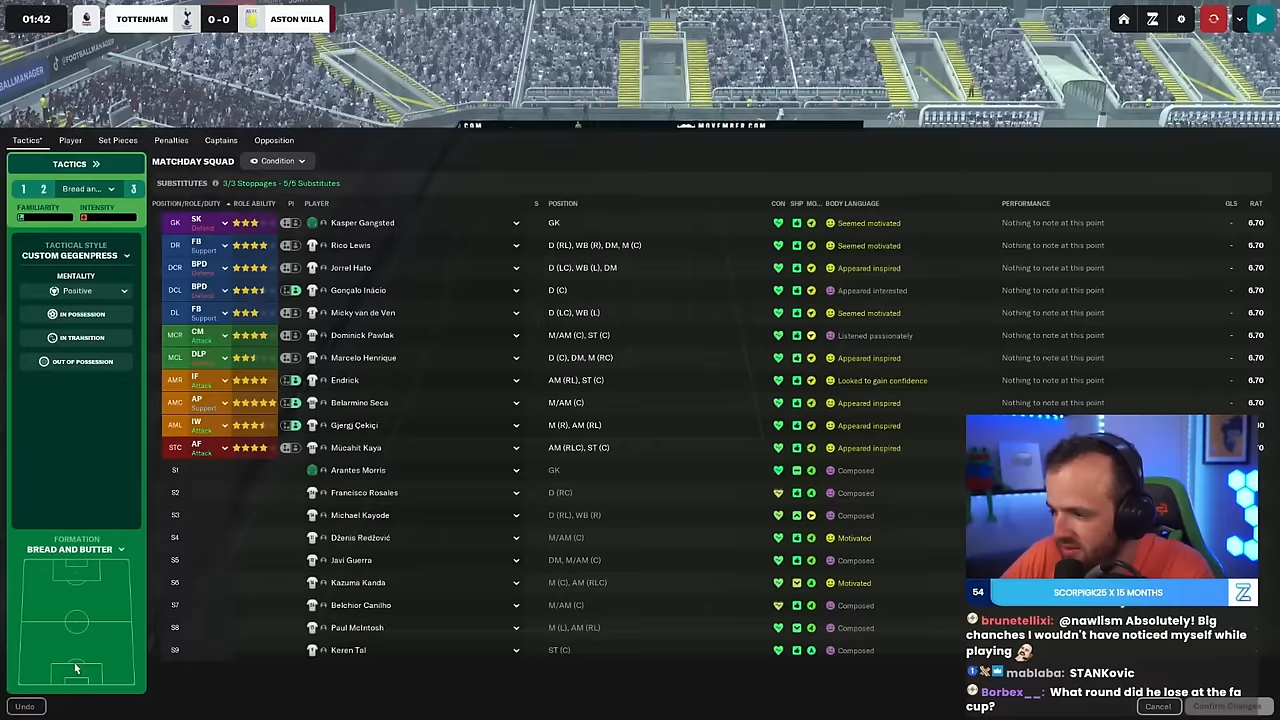 01:42 TOTTENHAM 0 - 0 ASTON VILLA
@FOOTBALLMANAGER
.COM MOVEMBER.COM
Tactics* Player Set Pieces Penalties Captains Opposition
TACTICS
1 2 Bread an... 3
FAMILIARITY INTENSITY
TACTICAL STYLE
CUSTOM GEGENPRESS
MENTALITY
Positive
IN POSSESSION
IN TRANSITION
OUT OF POSSESSION
FORMATION
BREAD AND BUTTER
Undo
MATCHDAY SQUAD Condition
SUBSTITUTES 3/3 Stoppages - 5/5 Substitutes
POSITION/ROLE/DUTY ROLE ABILITY PI PLAYER S POSITION CON SHP MO... BODY LANGUAGE PERFORMANCE GLS RAT
GK SK Defend Kasper Gangsted GK Seemed motivated Nothing to note at this point - 6.70
DR FB Support Rico Lewis D (RL), WB (R), DM, M (C) Seemed motivated Nothing to note at this point - 6.70
DCR BPD Defend Jorrel Hato D (LC), WB (L), DM Appeared inspired Nothing to note at this point - 6.70
DCL BPD Defend Gonçalo Inácio D (C) Appeared interested Nothing to note at this point - 6.70
DL FB Support Micky van de Ven D (LC), WB (L) Seemed motivated Nothing to note at this point - 6.70
MCR CM Attack Dominick Pawlak M/AM (C), ST (C) Listened passionately Nothing to note at this point - 6.70
MCL DLP Marcelo Henrique D (C), DM, M (RC) Appeared inspired Nothing to note at this point - 6.70
AMR IF Attack Endrick AM (RL), ST (C) Looked to gain confidence Nothing to note at this point - 6.70
AMC AP Support Belarmino Seca M/AM (C) Appeared inspired Nothing to note at this point - 6.70
AML IW Attack Gjergj Çekiçi M (R), AM (RL) Appeared inspired
STC AF Attack Mücahit Kaya AM (RLC), ST (C) Appeared inspired
S1 Arantes Morris GK Composed
S2 Francisco Rosales D (RC) Composed
S3 Michael Kayode D (RL), WB (R) Composed
S4 Dženis Redžović M/AM (C) Motivated
S5 Javi Guerra DM, M/AM (C) Composed
S6 Kazuma Kanda M (C), AM (RLC) Motivated
S7 Belchior Canilho M/AM (C) Composed
S8 Paul McIntosh M (L), AM (RL) Composed
S9 Keren Tal ST (C) Composed
54 SCORPIGK25 X 15 MONTHS
brunetellixi: @nawlism Absolutely! Big
chanches I wouldn't have noticed myself while
playing
mablaba: STANKovic
Borbex__: What round did he lose at the fa
cup?
Cancel Confirm Changes